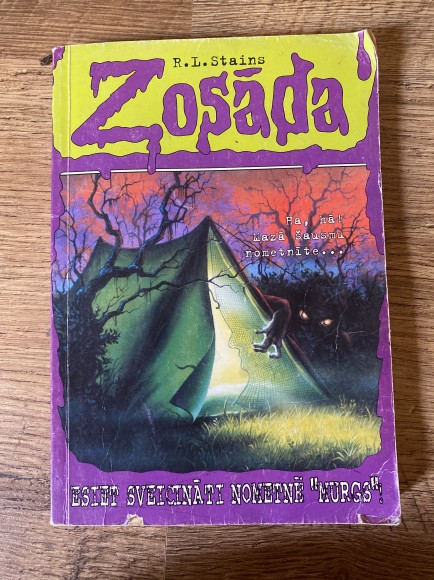 R.L.Stains
Zosāda
Ha, hā!
Mazā šausmu
nometnīte...
ESIET SVEICINĀTI NOMETNĒ "MURGS"!